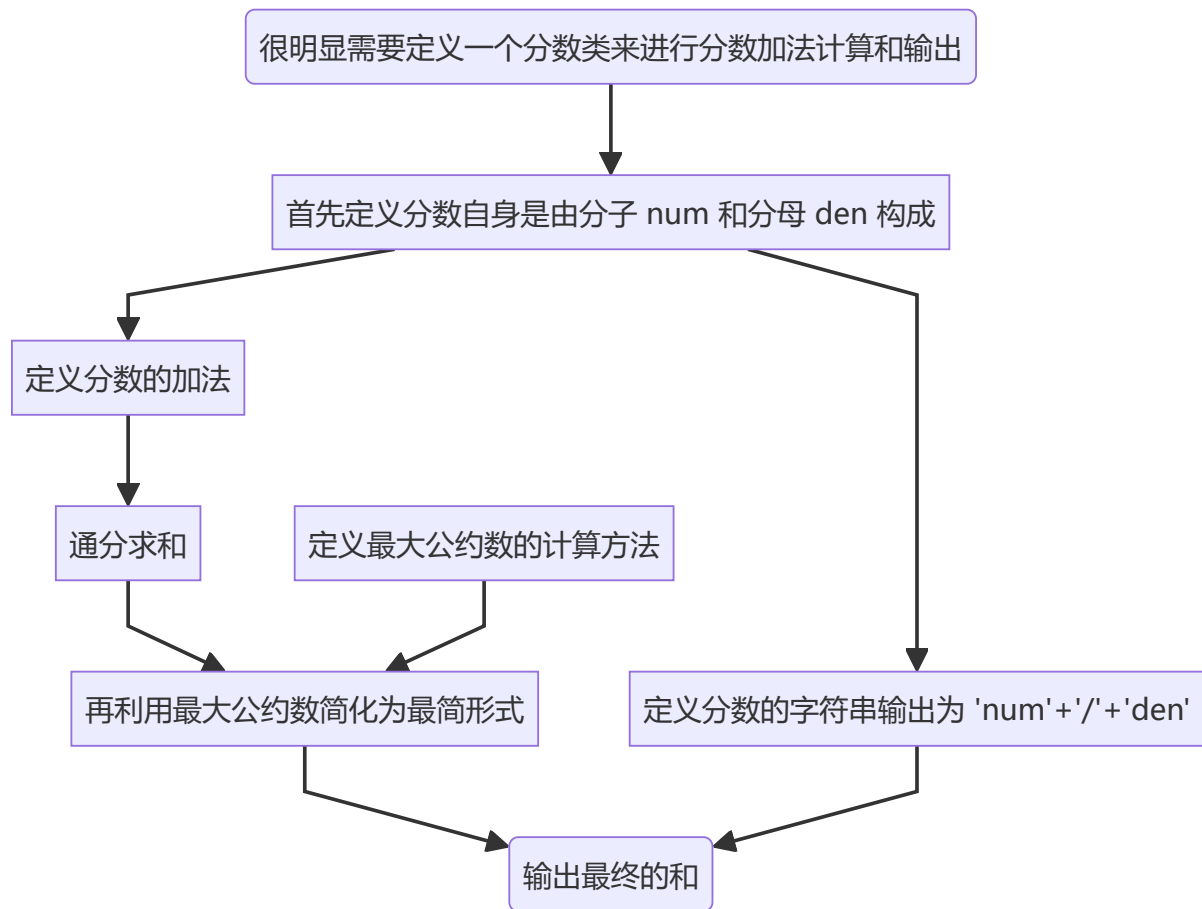 很明显需要定义一个分数类来进行分数加法计算和输出
首先定义分数自身是由分子 num 和分母 den 构成
定义分数的加法
通分求和
定义最大公约数的计算方法
再利用最大公约数简化为最简形式
定义分数的字符串输出为 'num'+'/'+'den'
输出最终的和